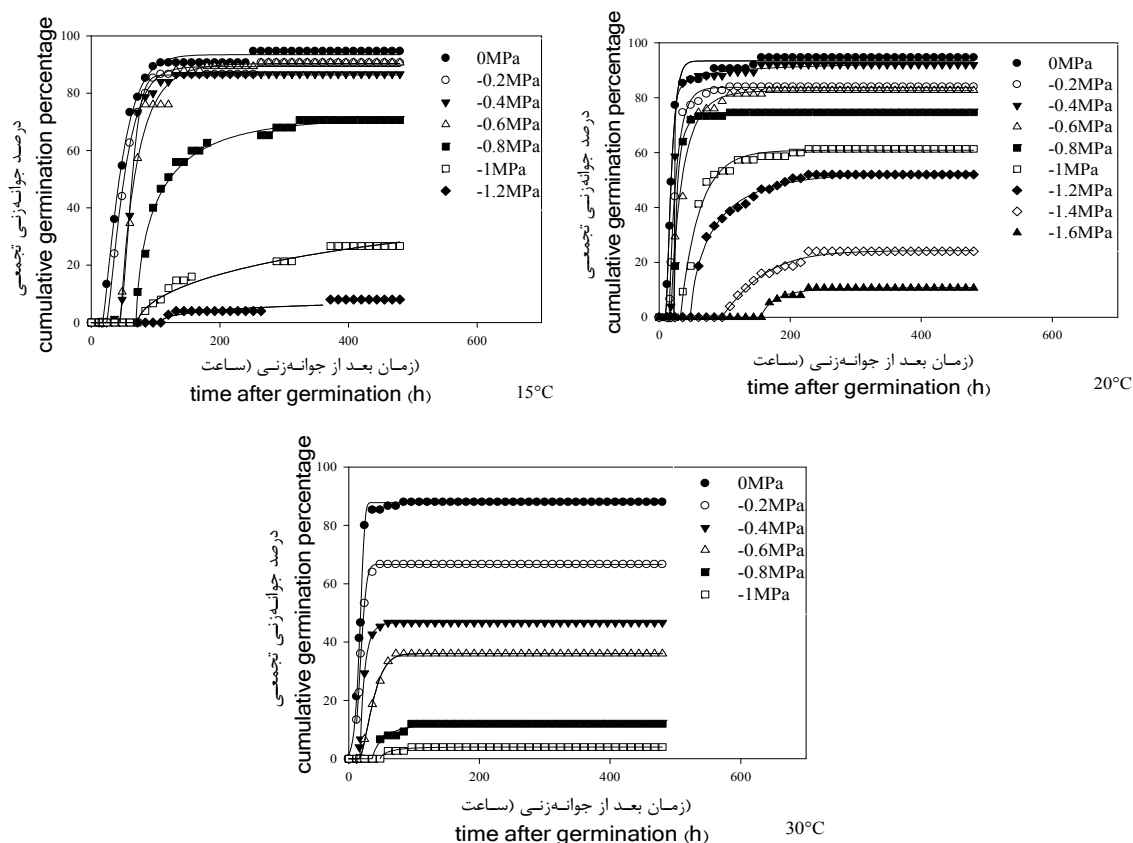 100
80
60
40
20
0
0
200
400
600
درصد جوانه‌زنی تجمعی
cumulative germination percentage
0MPa
-0.2MPa
-0.4MPa
-0.6MPa
-0.8MPa
-1MPa
-1.2MPa
(زمان بعد از جوانه‌زنی (ساعت
time after germination (h)
15°C
100
80
60
40
20
0
0
200
400
600
درصد جوانه‌زنی تجمعی
cumulative germination percentage
0MPa
-0.2MPa
-0.4MPa
-0.6MPa
-0.8MPa
-1MPa
-1.2MPa
-1.4MPa
-1.6MPa
(زمان بعد از جوانه‌زنی (ساعت
time after germination (h)
20°C
100
80
60
40
20
0
0
200
400
600
درصد جوانه‌زنی تجمعی
cumulative germination percentage
0MPa
-0.2MPa
-0.4MPa
-0.6MPa
-0.8MPa
-1MPa
(زمان بعد از جوانه‌زنی (ساعت
time after germination (h)
30°C